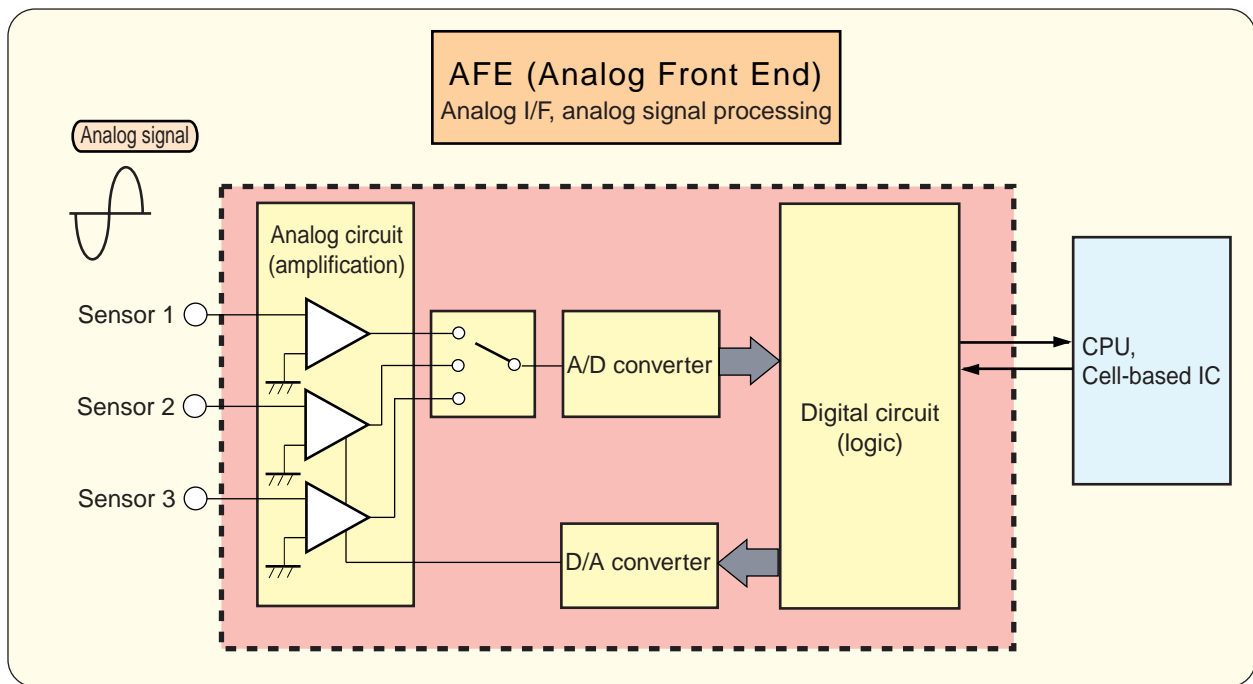 AFE (Analog Front End)
Analog I/F, analog signal processing
Analog signal
Analog circuit
(amplification)
Sensor 1
Sensor 2
Sensor 3
A/D converter
D/A converter
Digital circuit
(logic)
CPU,
Cell-based IC